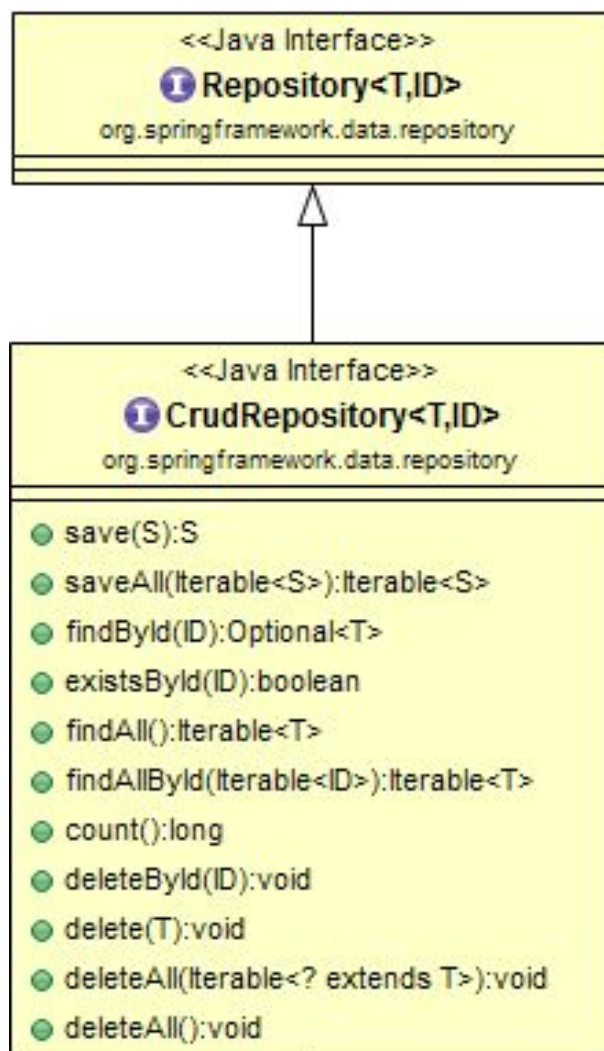 <<Java Interface>>
I Repository<T,ID>
org.springframework.data.repository
<<Java Interface>>
I CrudRepository<T,ID>
org.springframework.data.repository
save(S):S
saveAll(Iterable<S>):Iterable<S>
findById(ID):Optional<T>
existsById(ID):boolean
findAll():Iterable<T>
findAllById(Iterable<ID>):Iterable<T>
count():long
deleteById(ID):void
delete(T):void
deleteAll(Iterable<? extends T>):void
deleteAll():void